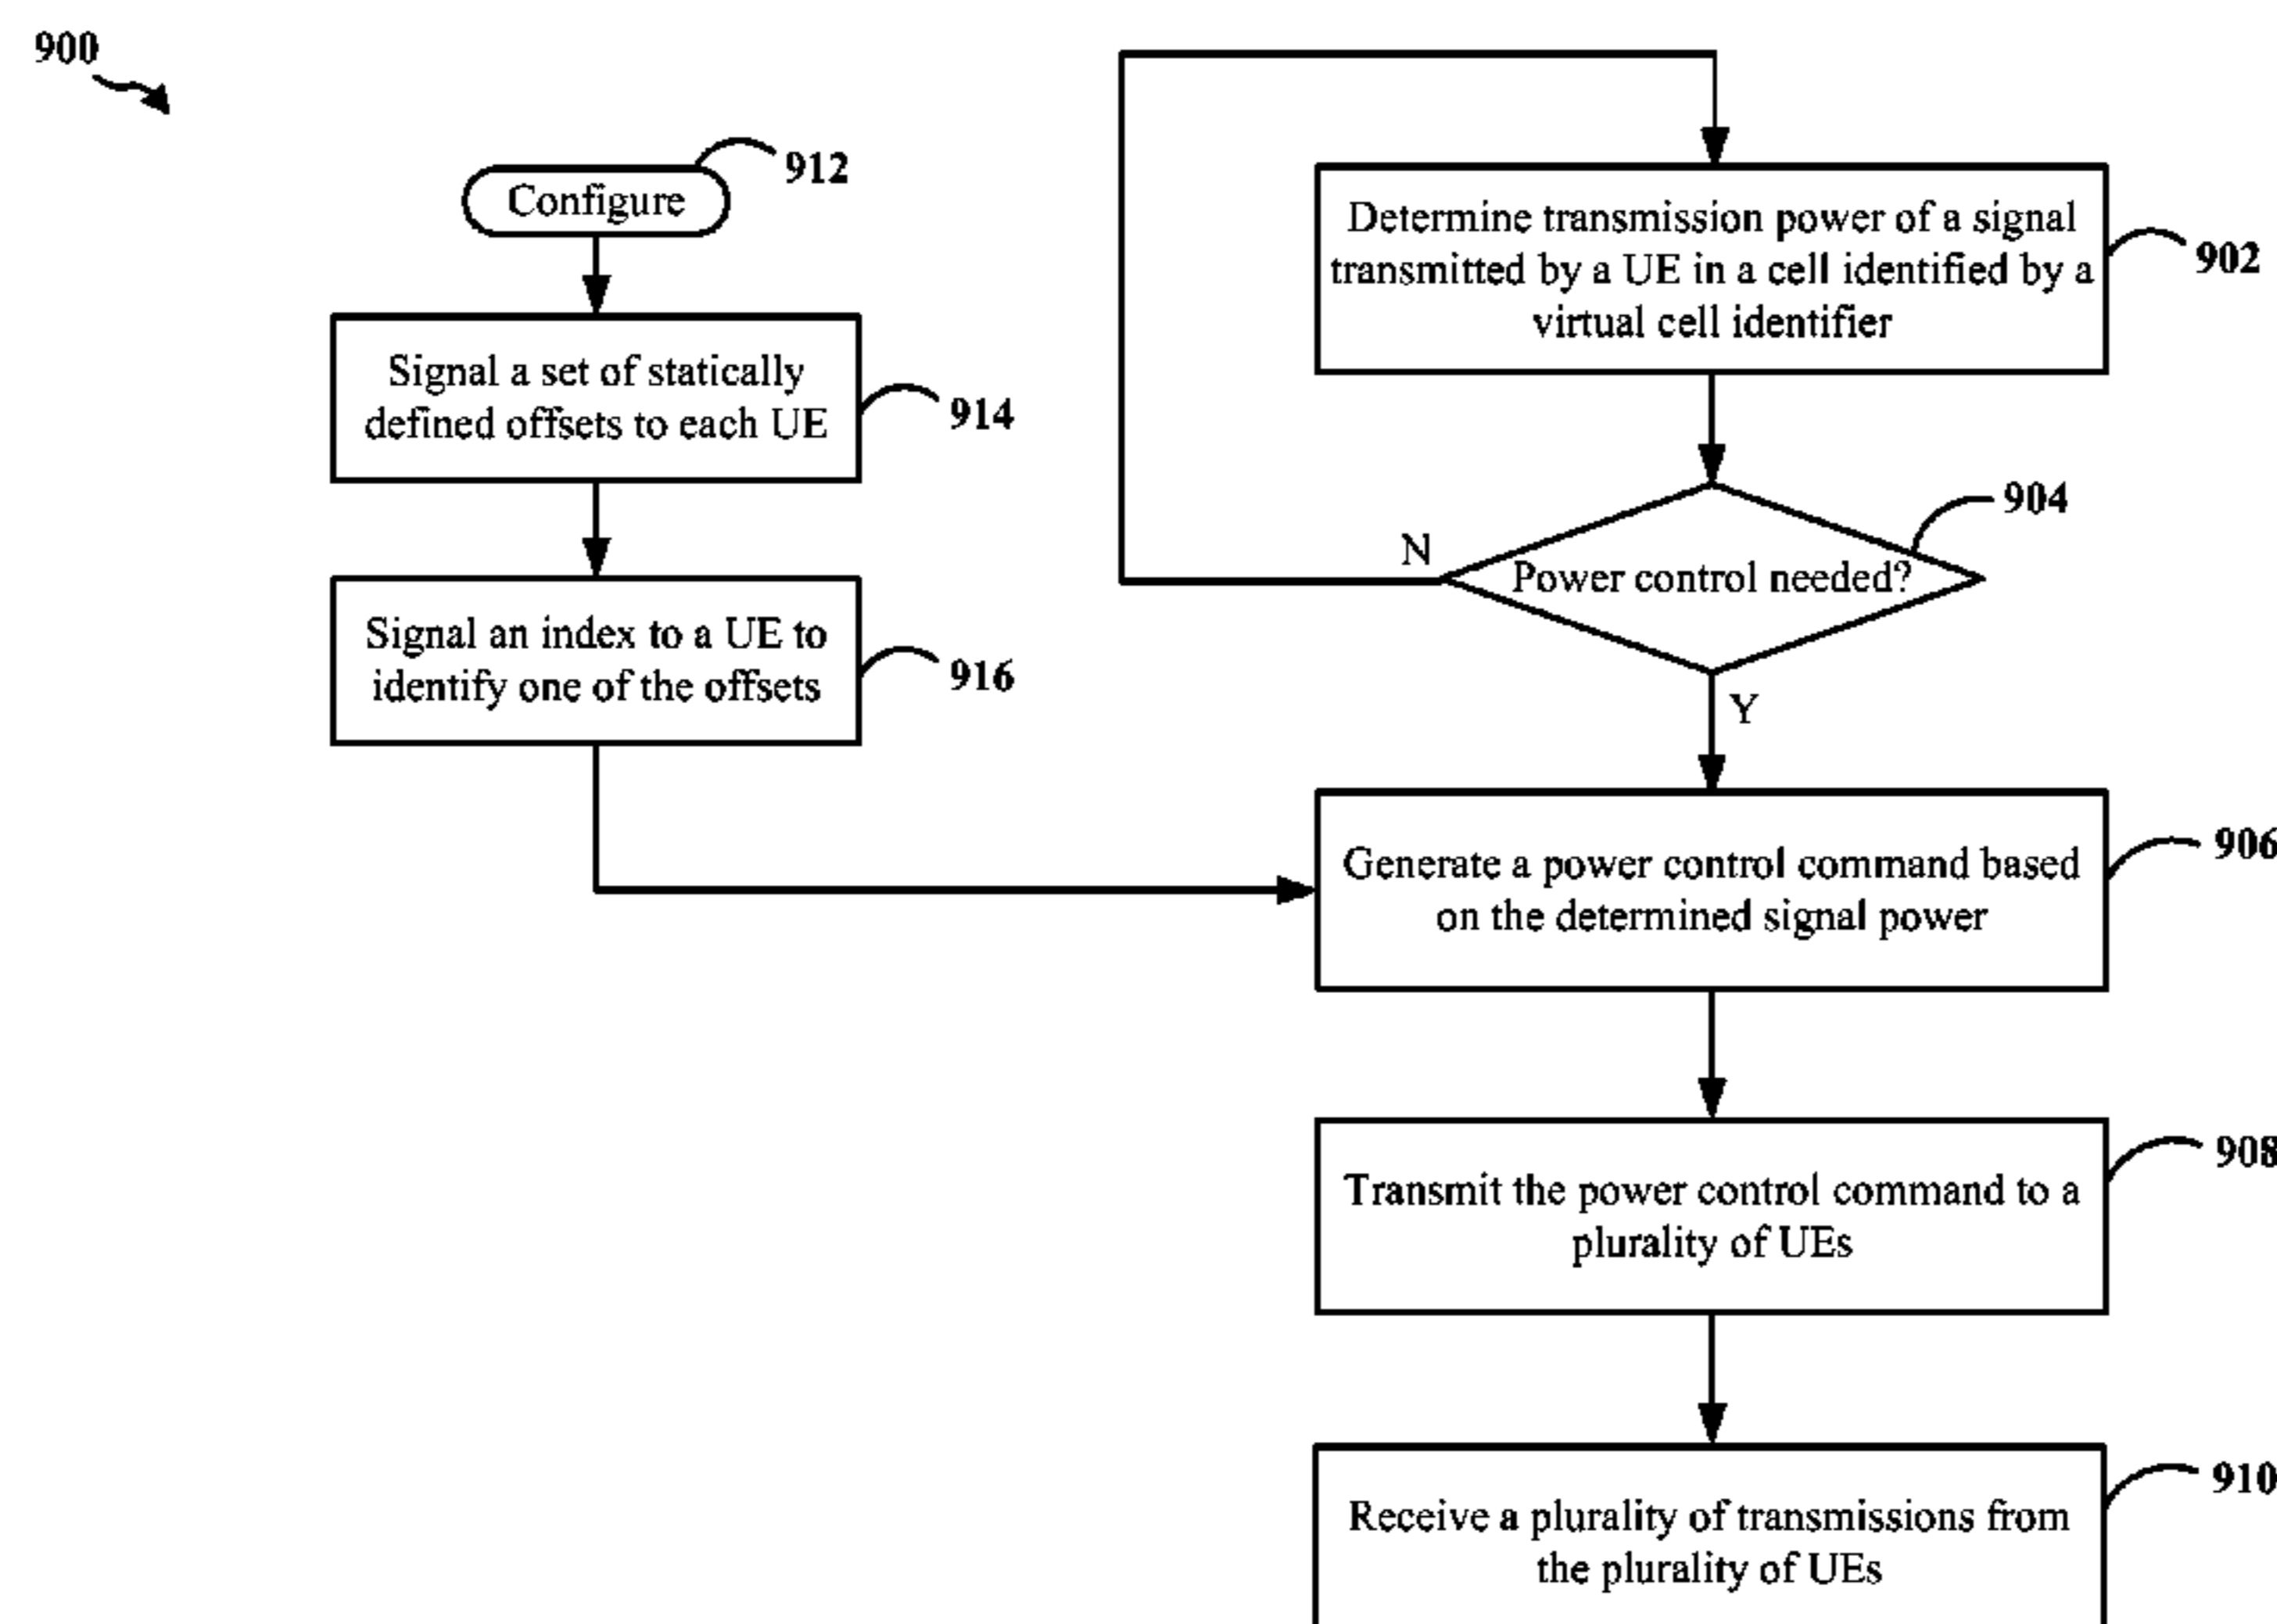 900
Configure
912
Signal a set of statically
defined offsets to each UE
914
Signal an index to a UE to
identify one of the offsets
916
Determine transmission power of a signal
transmitted by a UE in a cell identified by a
virtual cell identifier
902
904
N
Power control needed?
Y
Generate a power control command based
on the determined signal power
906
Transmit the power control command to a
plurality of UEs
908
Receive a plurality of transmissions from
the plurality of UEs
910